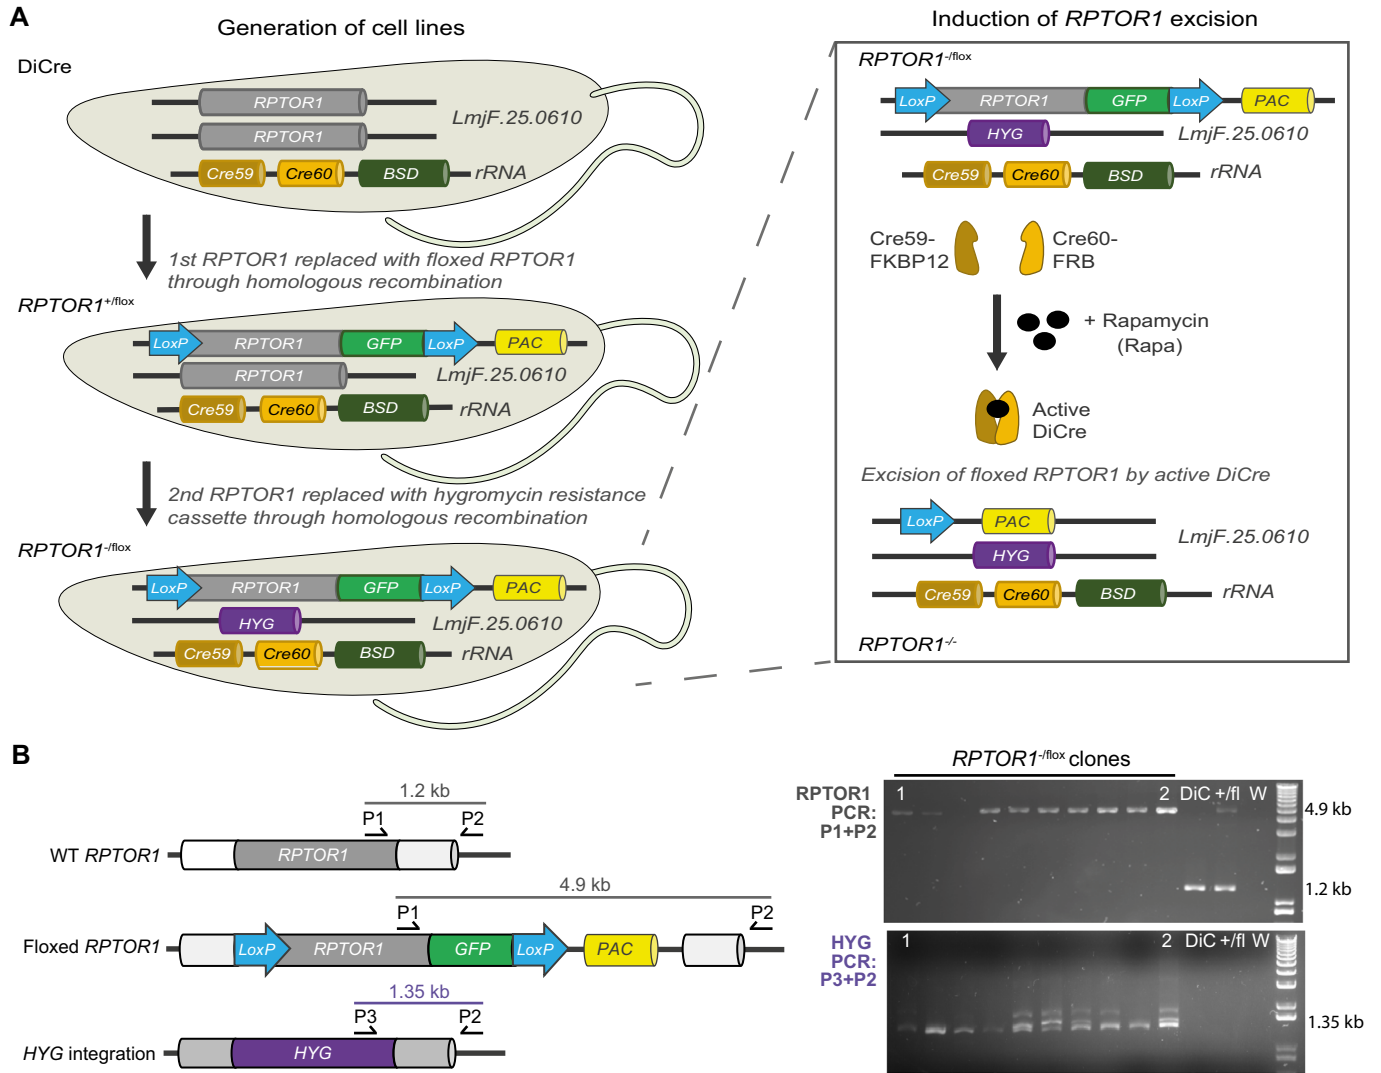 A
Generation of cell lines
DiCre
RPTOR1
RPTOR1
LmjF.25.0610
Cre59 Cre60 BSD rRNA
1st RPTOR1 replaced with floxed RPTOR1
through homologous recombination
RPTOR1+/flox
LoxP RPTOR1 GFP LoxP PAC
RPTOR1 LmjF.25.0610
Cre59 Cre60 BSD rRNA
2nd RPTOR1 replaced with hygromycin resistance
cassette through homologous recombination
RPTOR1-/flox
LoxP RPTOR1 GFP LoxP PAC
HYG LmjF.25.0610
Cre59 Cre60 BSD rRNA
Induction of RPTOR1 excision
RPTOR1-/flox
LoxP RPTOR1 GFP LoxP PAC
HYG LmjF.25.0610
Cre59 Cre60 BSD rRNA
Cre59-
FKBP12
Cre60-
FRB
+ Rapamycin
(Rapa)
Active
DiCre
Excision of floxed RPTOR1 by active DiCre
LoxP PAC
LmjF.25.0610
HYG
Cre59 Cre60 BSD rRNA
RPTOR1-/-
B
1.2 kb
P1 P2
WT RPTOR1 RPTOR1
4.9 kb
P1 P2
Floxed RPTOR1 LoxP RPTOR1 GFP LoxP PAC
1.35 kb
P3 P2
HYG integration HYG
RPTOR1-/flox clones
RPTOR1
PCR:
P1+P2
1 2 DiC +/fl W
4.9 kb
1.2 kb
HYG
PCR:
P3+P2
1 2 DiC +/fl W
1.35 kb